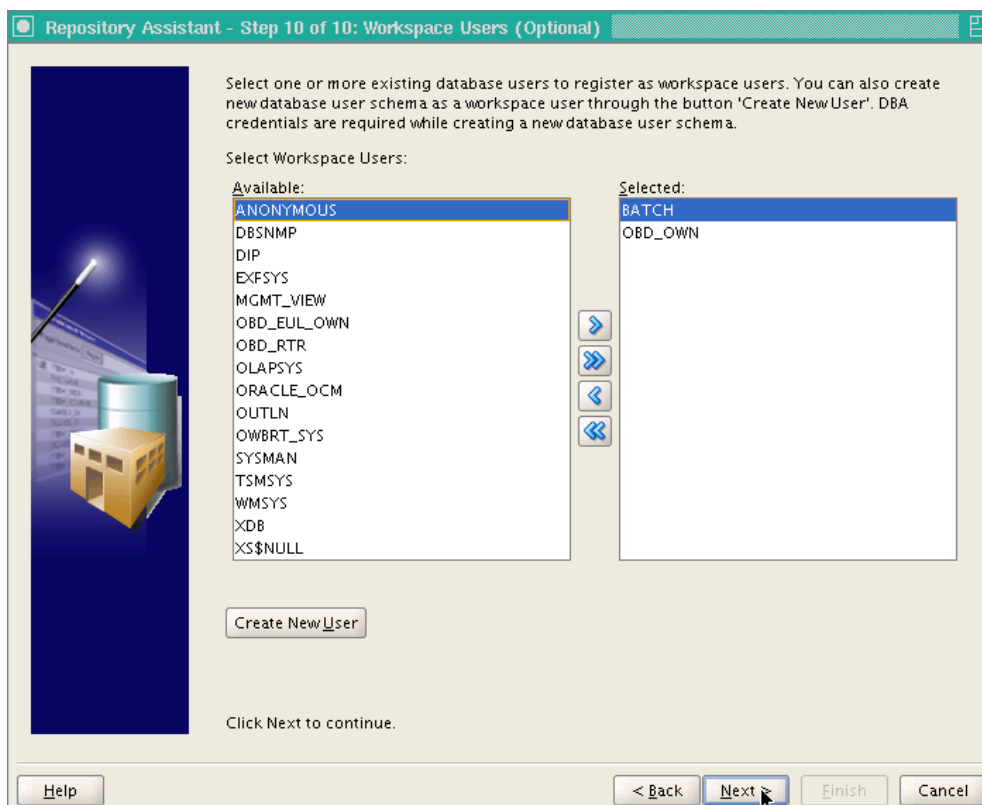 Repository Assistant - Step 10 of 10: Workspace Users (Optional)
Select one or more existing database users to register as workspace users. You can also create
new database user schema as a workspace user through the button 'Create New User'. DBA
credentials are required while creating a new database user schema.
Select Workspace Users:
Available:
ANONYMOUS
DBSNMP
DIP
EXFSYS
MGMT_VIEW
OBD_EUL_OWN
OBD_RTR
OLAPSYS
ORACLE_OCM
OUTLN
OWBRT_SYS
SYSMAN
TSMSYS
WMSYS
XDB
XS$NULL
Selected:
BATCH
OBD_OWN
Create New User
Click Next to continue.
Help
< Back
Next >
Finish
Cancel